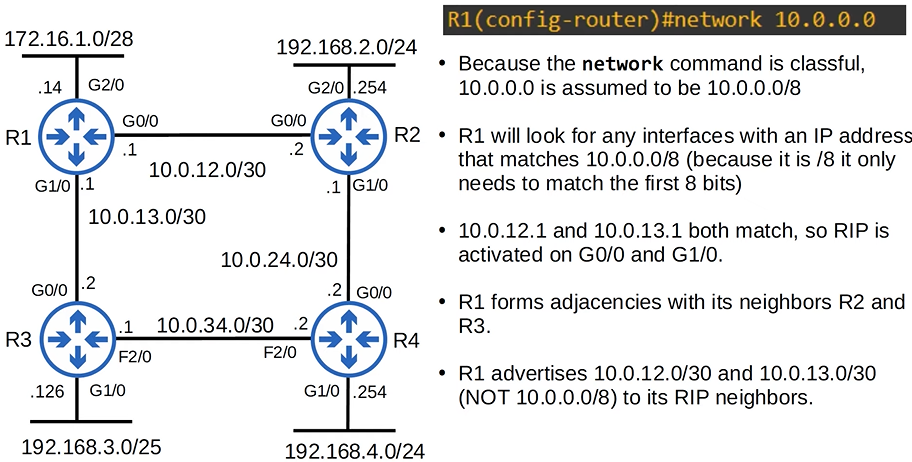 R1(config-router)#network 10.0.0.0
172.16.1.0/28
192.168.2.0/24
.14
G2/0
G2/0
.254
R1
G0/0
G0/0
R2
.1
.2
10.0.12.0/30
G1/0
.1
.1
G1/0
10.0.13.0/30
10.0.24.0/30
G0/0
.2
.2
G0/0
R3
.1
10.0.34.0/30
.2
R4
F2/0
F2/0
.126
G1/0
G1/0
.254
192.168.3.0/25
192.168.4.0/24
• Because the network command is classful,
10.0.0.0 is assumed to be 10.0.0.0/8
• R1 will look for any interfaces with an IP address
that matches 10.0.0.0/8 (because it is /8 it only
needs to match the first 8 bits)
• 10.0.12.1 and 10.0.13.1 both match, so RIP is
activated on G0/0 and G1/0.
• R1 forms adjacencies with its neighbors R2 and
R3.
• R1 advertises 10.0.12.0/30 and 10.0.13.0/30
(NOT 10.0.0.0/8) to its RIP neighbors.